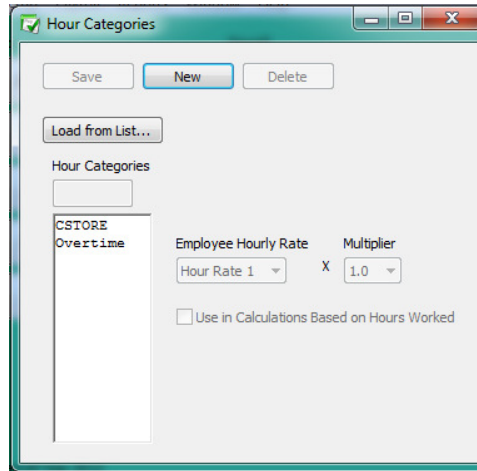 Hour Categories
Save New Delete
Load from List...
Hour Categories
CSTORE
Overtime
Employee Hourly Rate Multiplier
Hour Rate 1 X 1.0
Use in Calculations Based on Hours Worked